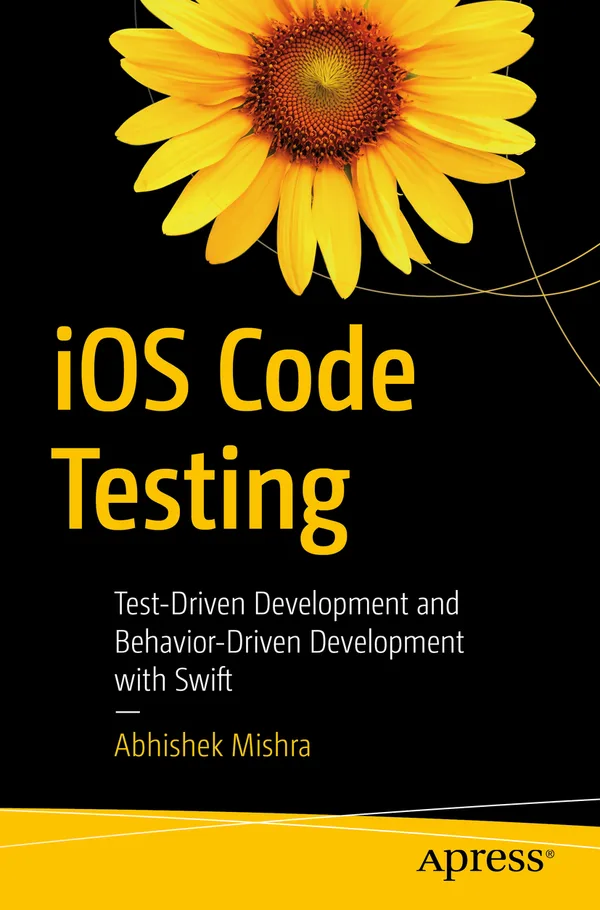 iOS Code
Testing
Test-Driven Development and
Behavior-Driven Development
with Swift
—
Abhishek Mishra
Apress®